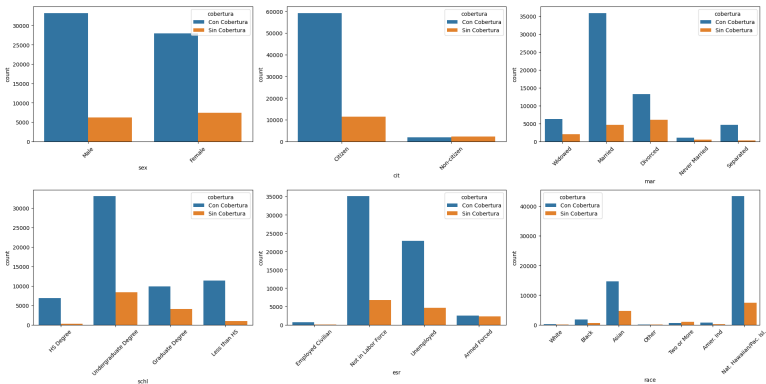 cobertura
Con Cobertura
Sin Cobertura
count
30000
25000
20000
15000
10000
5000
0
Male
Female
sex
cobertura
Con Cobertura
Sin Cobertura
count
60000
50000
40000
30000
20000
10000
0
Citizen
Non-citizen
cit
cobertura
Con Cobertura
Sin Cobertura
count
35000
30000
25000
20000
15000
10000
5000
0
Widowed
Married
Divorced
Never Married
Separated
mar
cobertura
Con Cobertura
Sin Cobertura
count
30000
25000
20000
15000
10000
5000
0
HS Degree
Undergraduate Degree
Graduate Degree
Less than HS
schl
cobertura
Con Cobertura
Sin Cobertura
count
35000
30000
25000
20000
15000
10000
5000
0
Employed Civilian
Not in Labor Force
Unemployed
Armed Forced
esr
cobertura
Con Cobertura
Sin Cobertura
count
40000
30000
20000
10000
0
White
Black
Asian
Other
Two or More
Amer. Ind
Nat. Hawaiian/Pac. Isl.
race